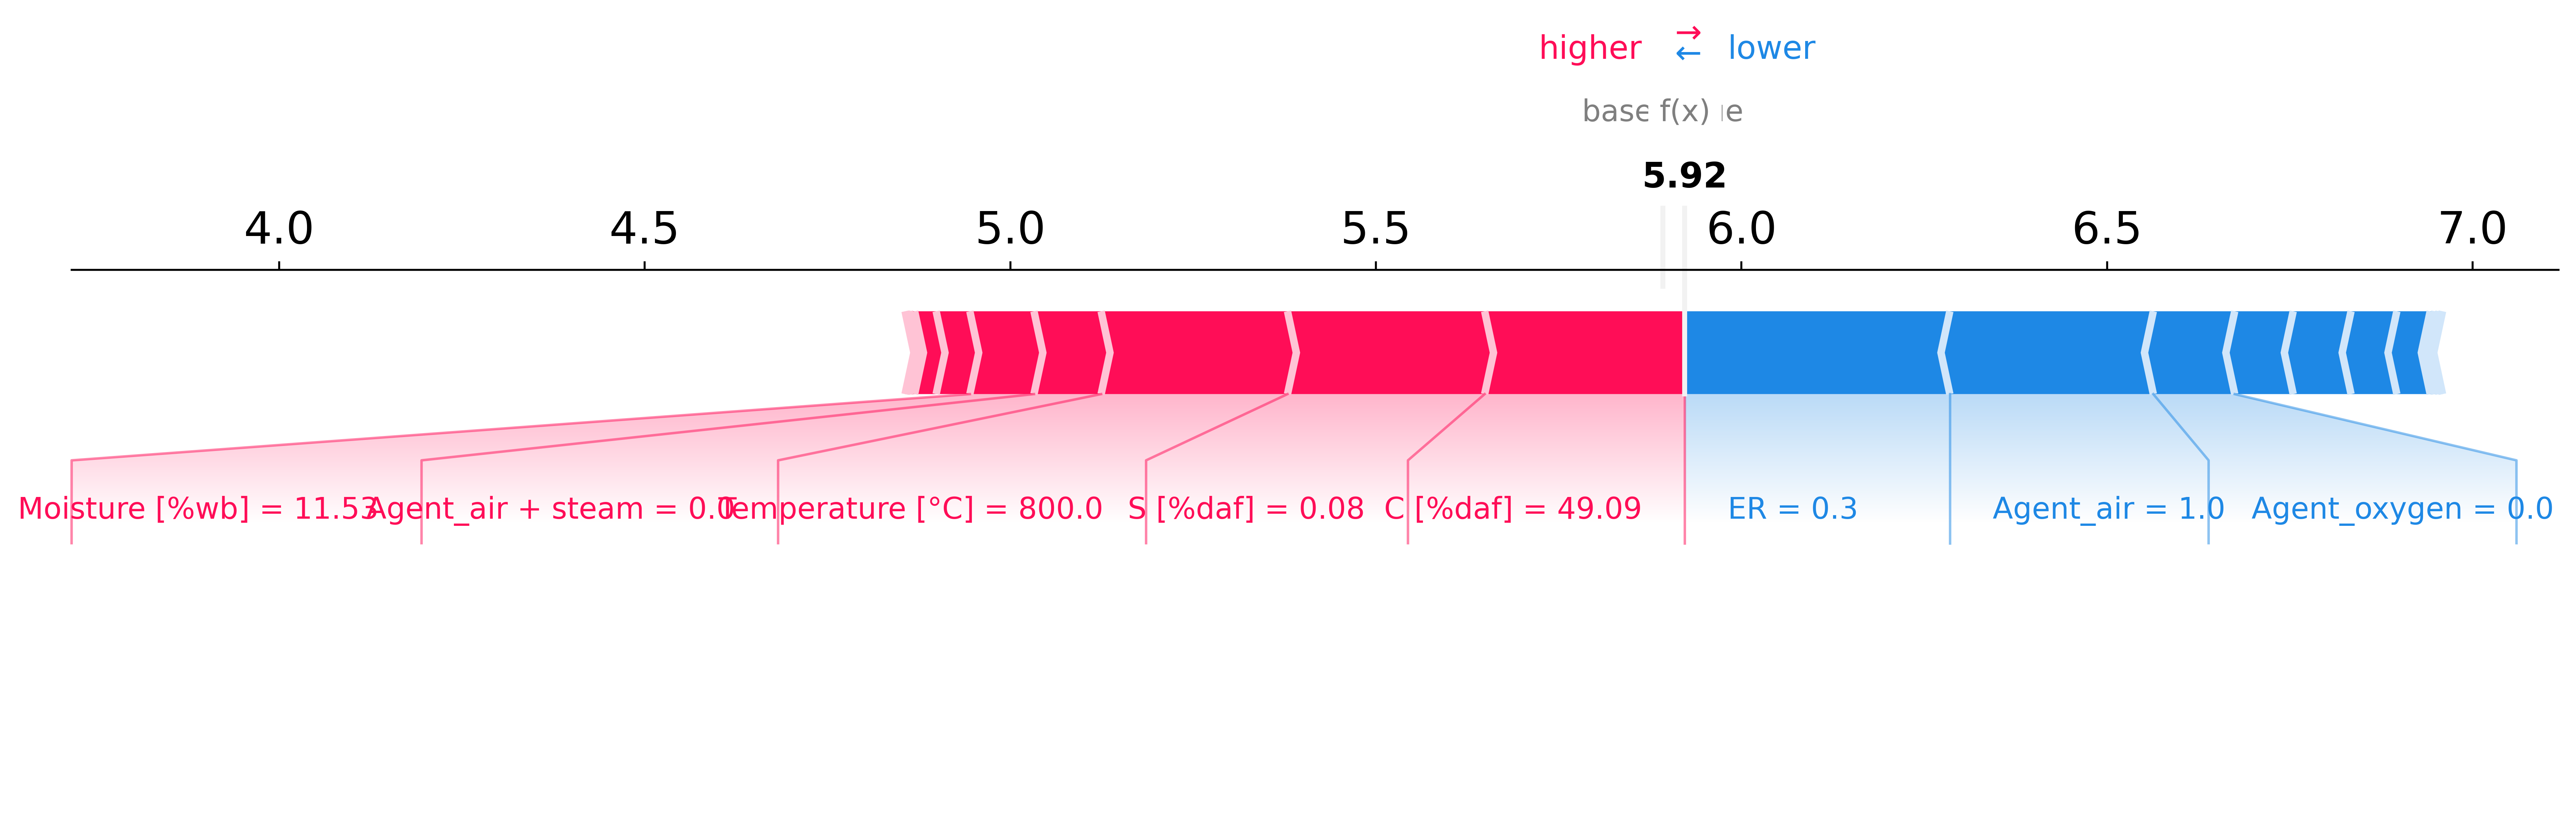 higher → ← lower
base f(x) e
5.92
4.0 4.5 5.0 5.5 6.0 6.5 7.0
Moisture [%wb] = 11.53 Agent_air + steam = 0.0 Temperature [°C] = 800.0 S [%daf] = 0.08 C [%daf] = 49.09 ER = 0.3 Agent_air = 1.0 Agent_oxygen = 0.0